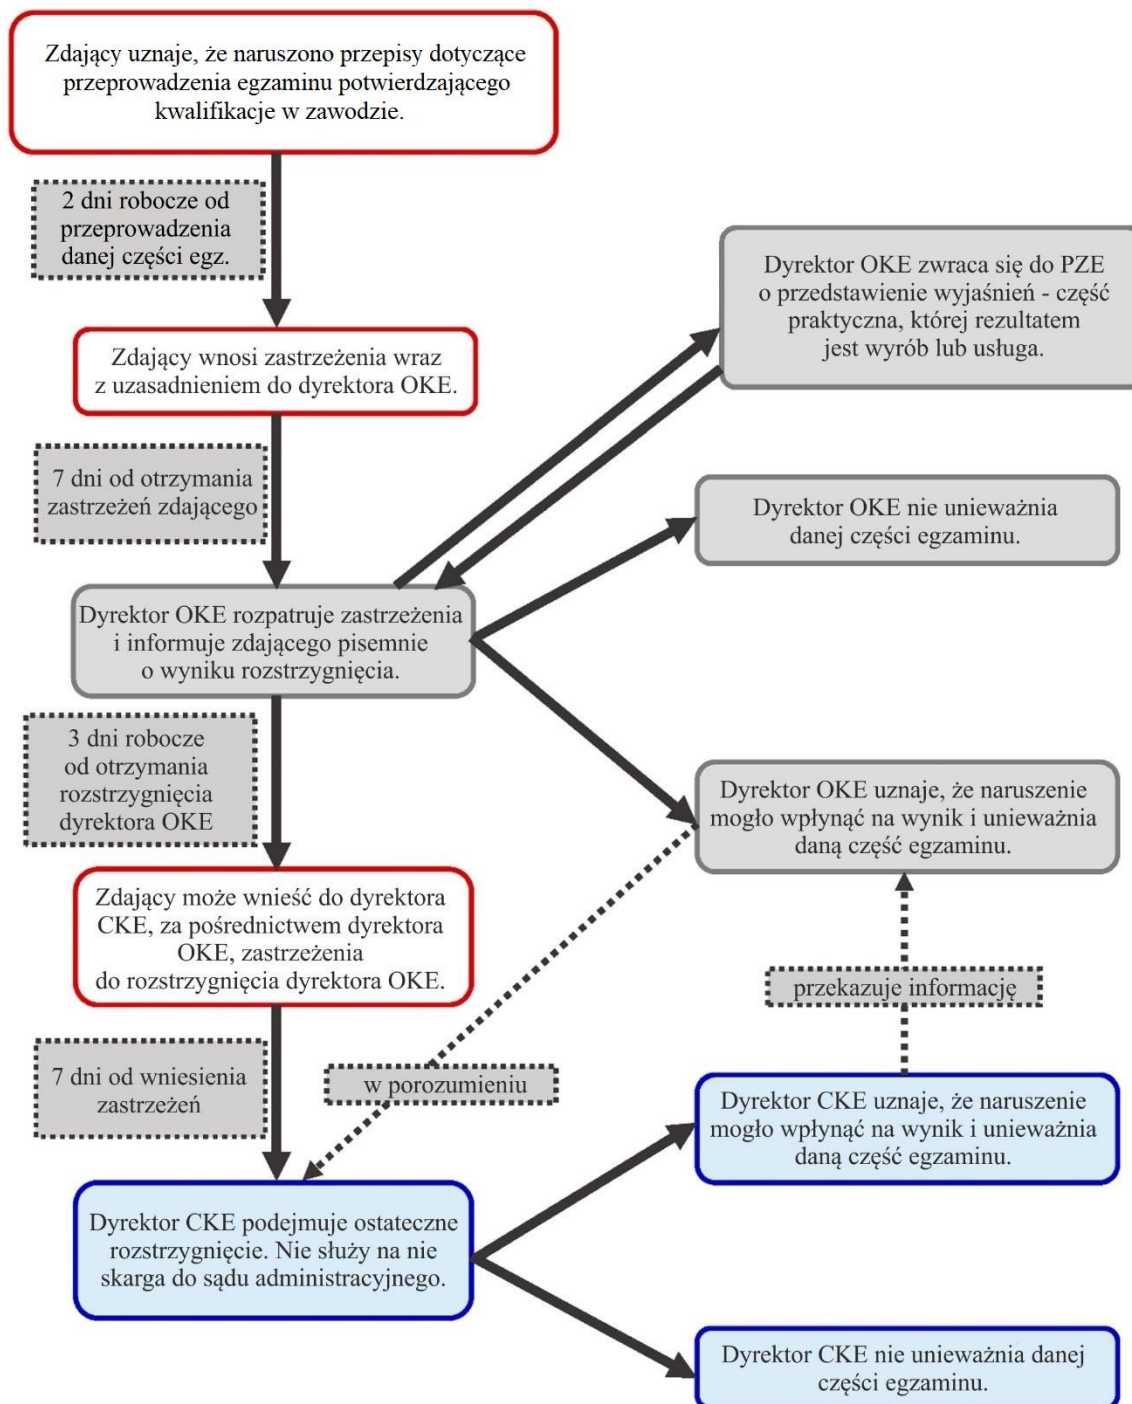 Zdający uznaje, że naruszono przepisy dotyczące
przeprowadzenia egzaminu potwierdzającego
kwalifikacje w zawodzie.
2 dni robocze od
przeprowadzenia
danej części egz.
Dyrektor OKE zwraca się do PZE
o przedstawienie wyjaśnień - część
praktyczna, której rezultatem
jest wyrób lub usługa.
Zdający wnosi zastrzeżenia wraz
z uzasadnieniem do dyrektora OKE.
7 dni od otrzymania
zastrzeżeń zdającego
Dyrektor OKE nie unieważnia
danej części egzaminu.
Dyrektor OKE rozpatruje zastrzeżenia
i informuje zdającego pisemnie
o wyniku rozstrzygnięcia.
3 dni robocze
od otrzymania
rozstrzygnięcia
dyrektora OKE
Dyrektor OKE uznaje, że naruszenie
mogło wpłynąć na wynik i unieważnia
daną część egzaminu.
Zdający może wnieść do dyrektora
CKE, za pośrednictwem dyrektora
OKE, zastrzeżenia
do rozstrzygnięcia dyrektora OKE.
przekazuje informację
7 dni od wniesienia
zastrzeżeń
w porozumieniu
Dyrektor CKE uznaje, że naruszenie
mogło wpłynąć na wynik i unieważnia
daną część egzaminu.
Dyrektor CKE podejmuje ostateczne
rozstrzygnięcie. Nie służy na nie
skarga do sądu administracyjnego.
Dyrektor CKE nie unieważnia danej
części egzaminu.